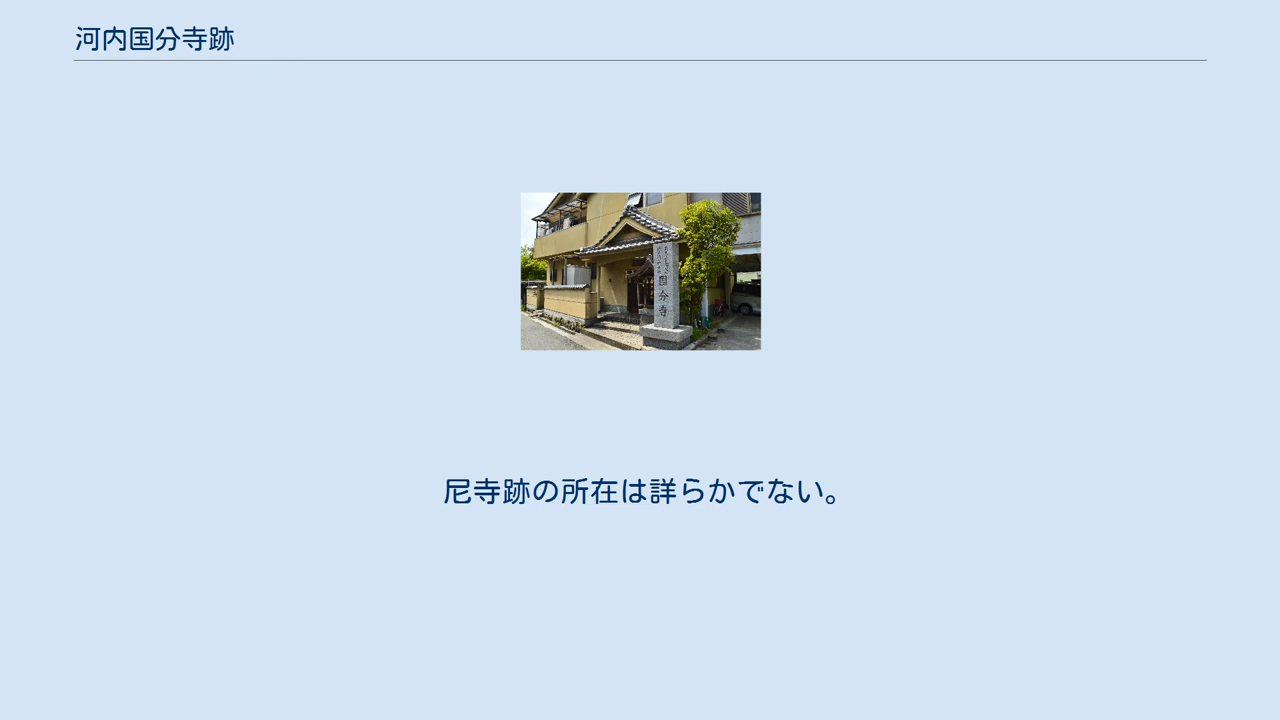 河内国分寺跡
国分寺
尼寺跡の所在は詳らかでない。